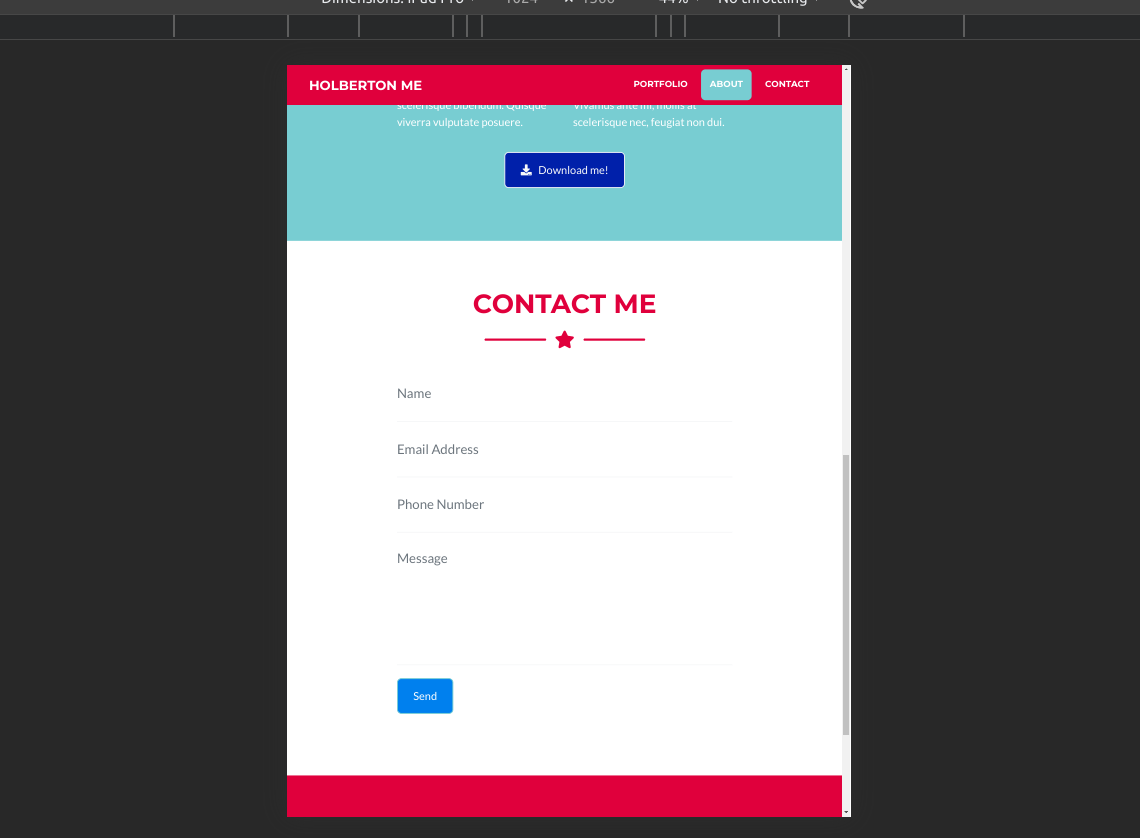 Dimensions: iPad Pro 1024 × 1366 44% No throttling
HOLBERTON ME
PORTFOLIO ABOUT CONTACT
scelerisque bibendum. Quisque
viverra vulputate posuere.
Vivamus ante mi, mollis at
scelerisque nec, feugiat non dui.
Download me!
CONTACT ME
Name
Email Address
Phone Number
Message
Send